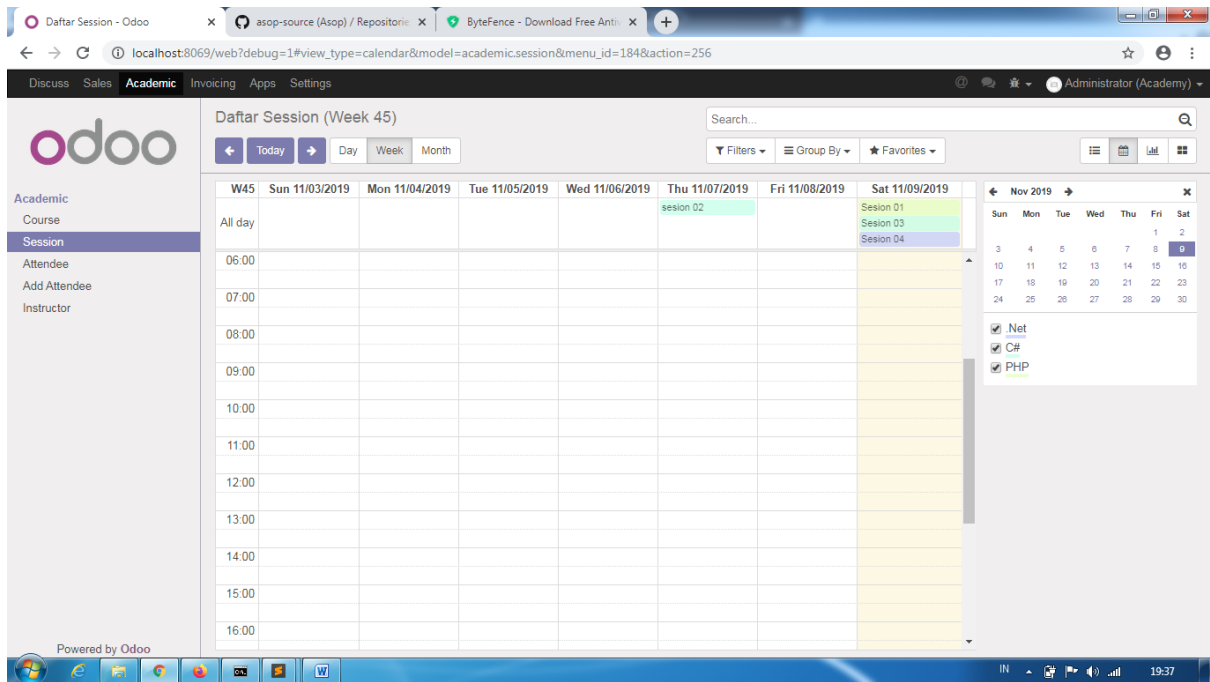 Daftar Session - Odoo
asop-source (Asop) / Repositorie
ByteFence - Download Free Anti
localhost:8069/web?debug=1#view_type=calendar&model=academic.session&menu_id=184&action=256
Discuss Sales Academic Invoicing Apps Settings
@ Administrator (Academy)
odoo
Academic
Course
Session
Attendee
Add Attendee
Instructor
Powered by Odoo
Daftar Session (Week 45)
Search...
Today Day Week Month
Filters Group By Favorites
W45 Sun 11/03/2019 Mon 11/04/2019 Tue 11/05/2019 Wed 11/06/2019 Thu 11/07/2019 Fri 11/08/2019 Sat 11/09/2019
All day
sesion 02
Sesion 01
Sesion 03
Sesion 04
06:00
07:00
08:00
09:00
10:00
11:00
12:00
13:00
14:00
15:00
16:00
Nov 2019
Sun Mon Tue Wed Thu Fri Sat
1 2
3 4 5 6 7 8 9
10 11 12 13 14 15 16
17 18 19 20 21 22 23
24 25 26 27 28 29 30
.Net
C#
PHP
IN 19:37